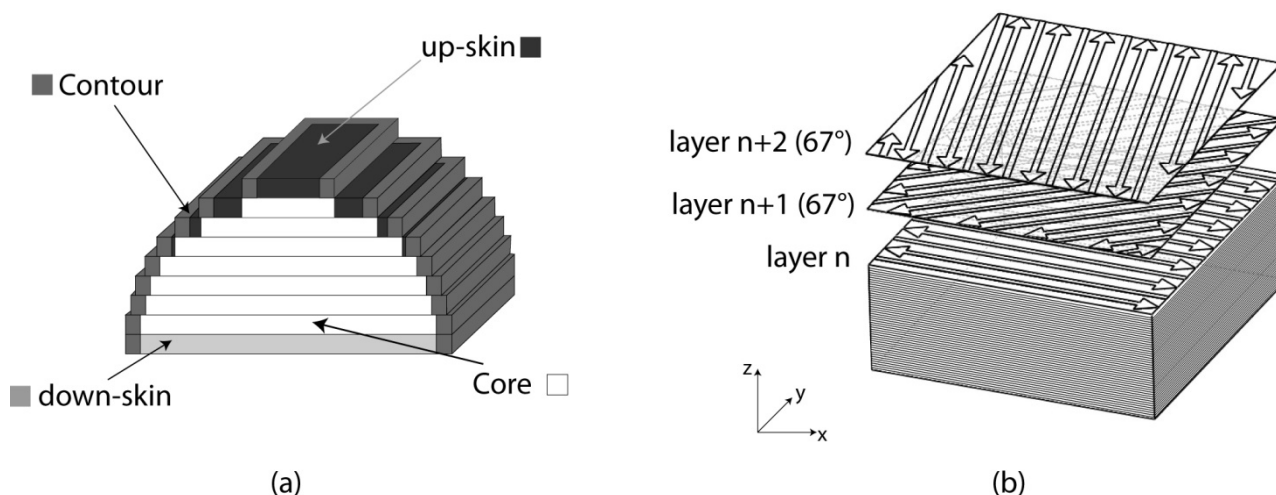 up-skin
Contour
down-skin
Core
(a)
layer n+2 (67°)
layer n+1 (67°)
layer n
z
y
x
(b)